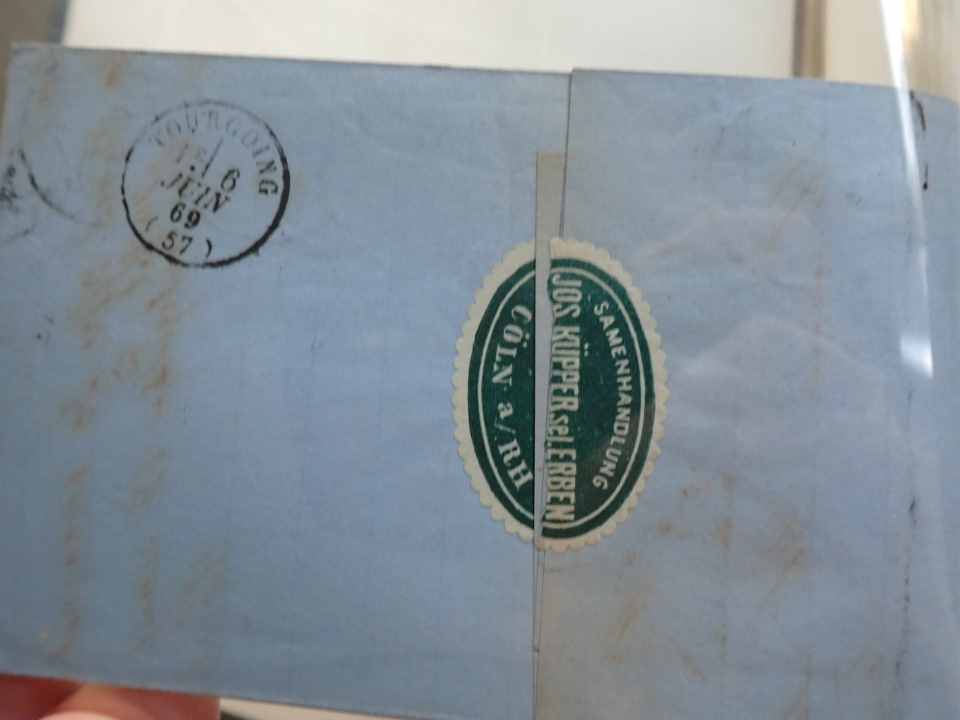 TOURCOING
6
JUIN
69
(57)
SAMENHANDLUNG
JOS. KÜPPER sel. ERBEN
CÖLN a/RH